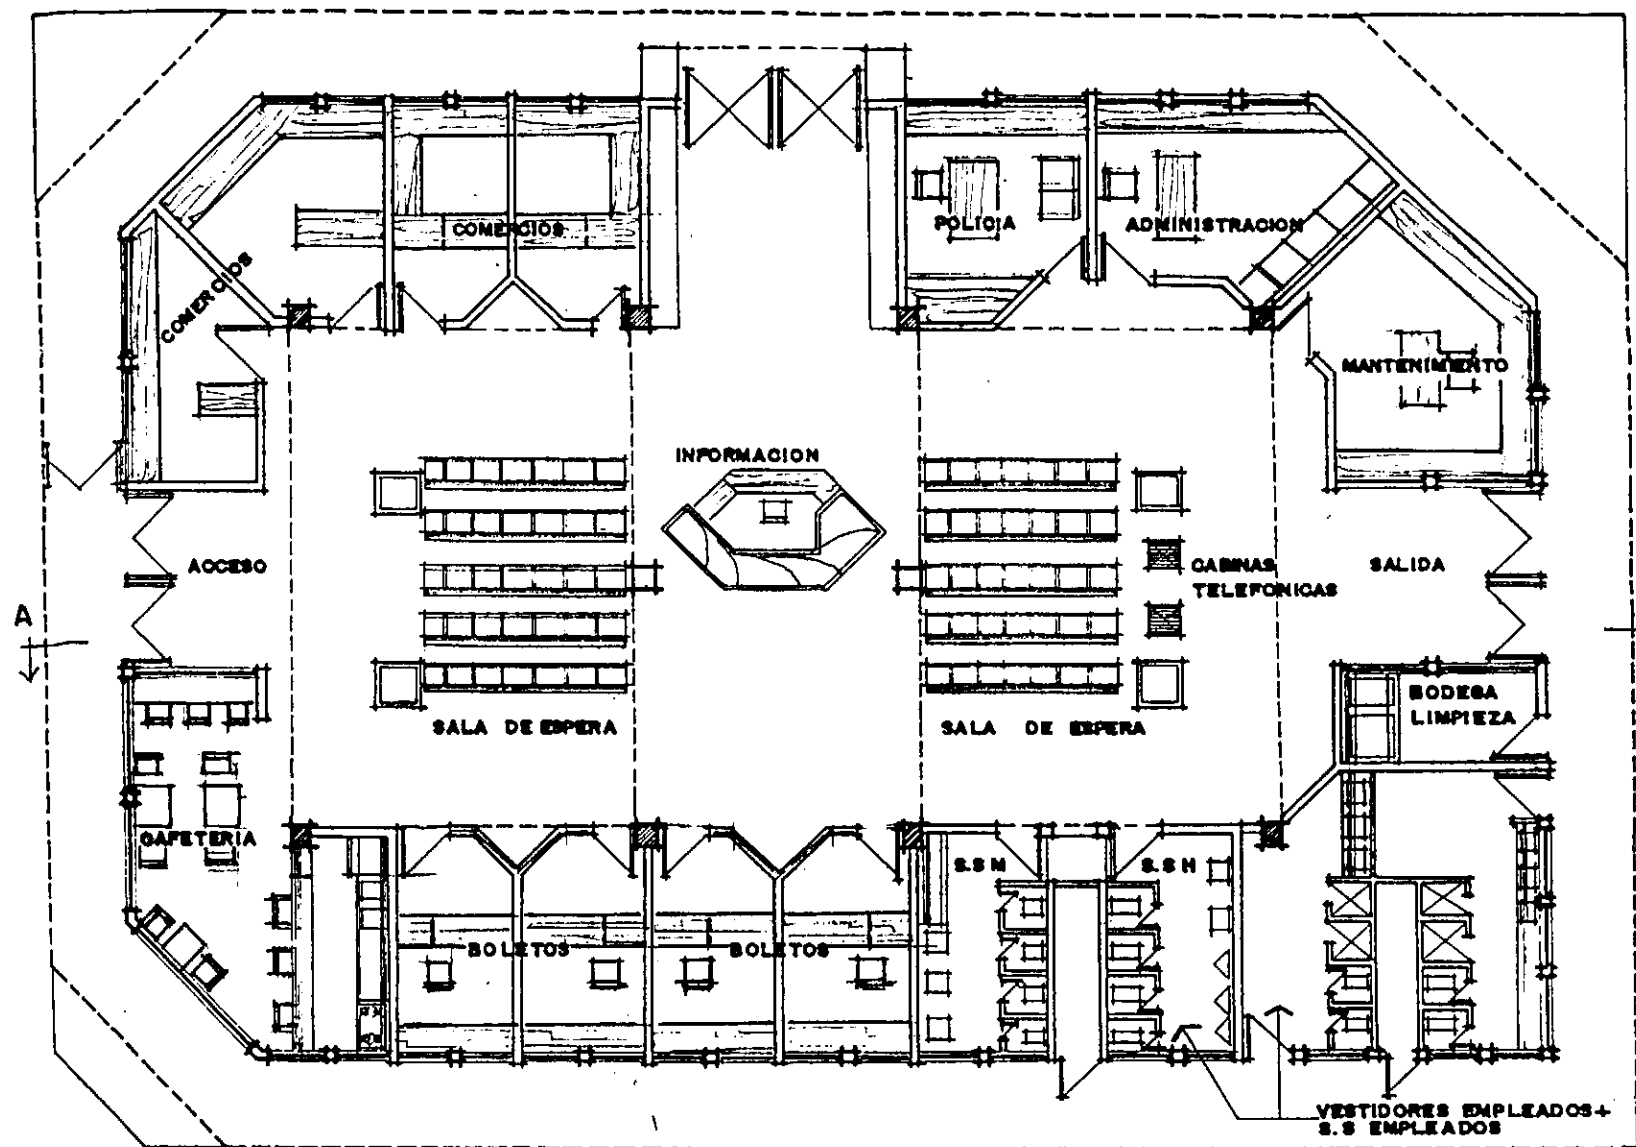 COMERCIOS
POLICIA
ADMINISTRACION
COMERCIOS
MANTENIMIENTO
INFORMACION
ACCESO
CABINAS
TELEFONICAS
SALIDA
A
SALA DE ESPERA
SALA DE ESPERA
BODEGA
LIMPIEZA
CAFETERIA
S.S M
S.S H
BOLETOS
BOLETOS
VESTIDORES EMPLEADOS+
S.S EMPLEADOS